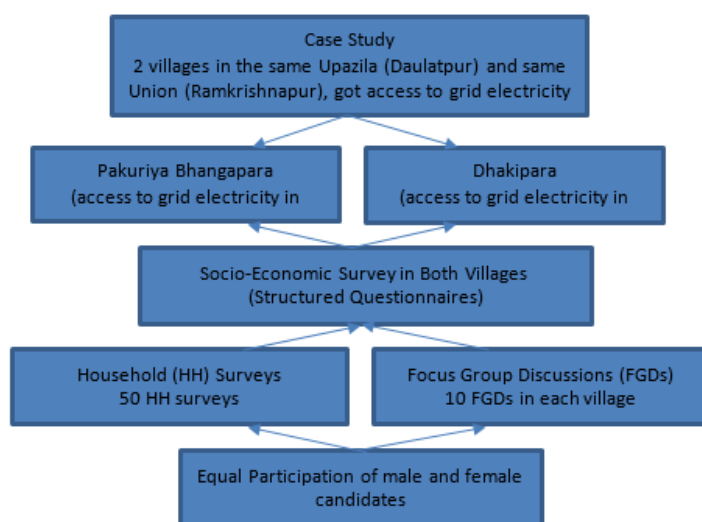 Case Study
2 villages in the same Upazila (Daulatpur) and same
Union (Ramkrishnapur), got access to grid electricity
Pakuriya Bhangapara
(access to grid electricity in
Dhakipara
(access to grid electricity in
Socio-Economic Survey in Both Villages
(Structured Questionnaires)
Household (HH) Surveys
50 HH surveys
Focus Group Discussions (FGDs)
10 FGDs in each village
Equal Participation of male and female
candidates